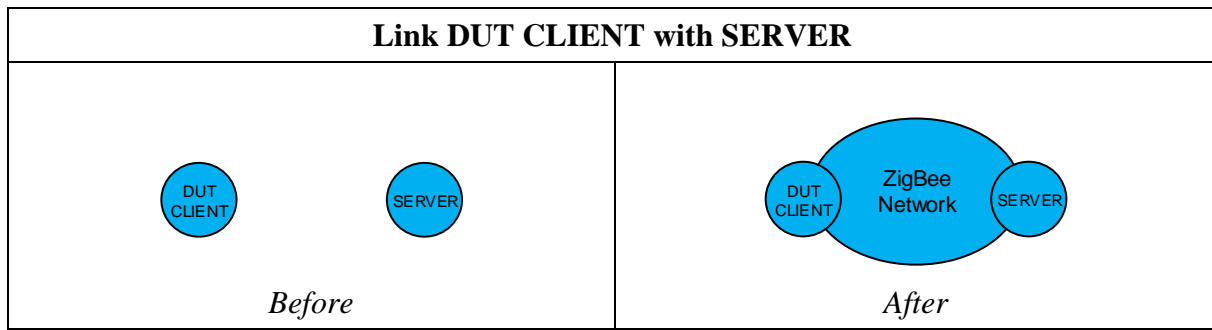 Link DUT CLIENT with SERVER
DUT
CLIENT
SERVER
Before
DUT
CLIENT
ZigBee
Network
SERVER
After